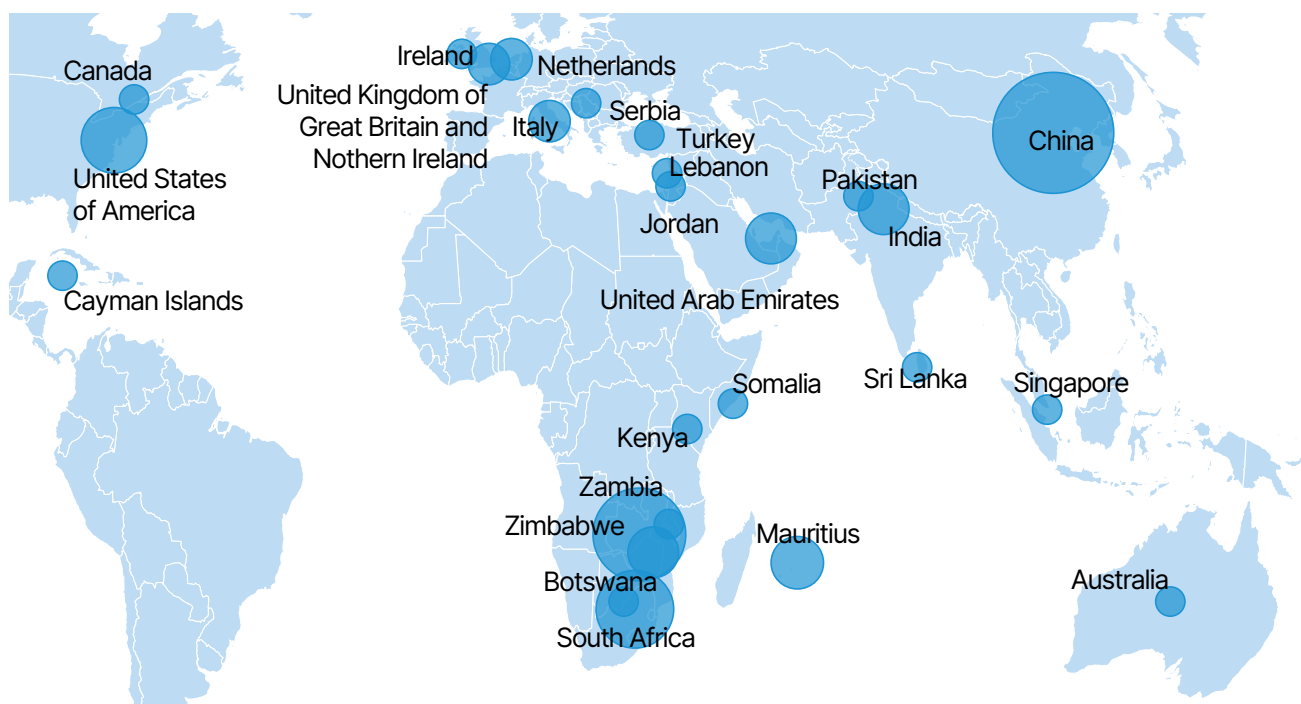 Ireland
Canada
Netherlands
United Kingdom of
Great Britain and
Nothern Ireland
Serbia
Italy
Turkey
China
Lebanon
United States
of America
Pakistan
Jordan
India
Cayman Islands
United Arab Emirates
Sri Lanka
Somalia
Singapore
Kenya
Zambia
Zimbabwe
Mauritius
Botswana
Australia
South Africa